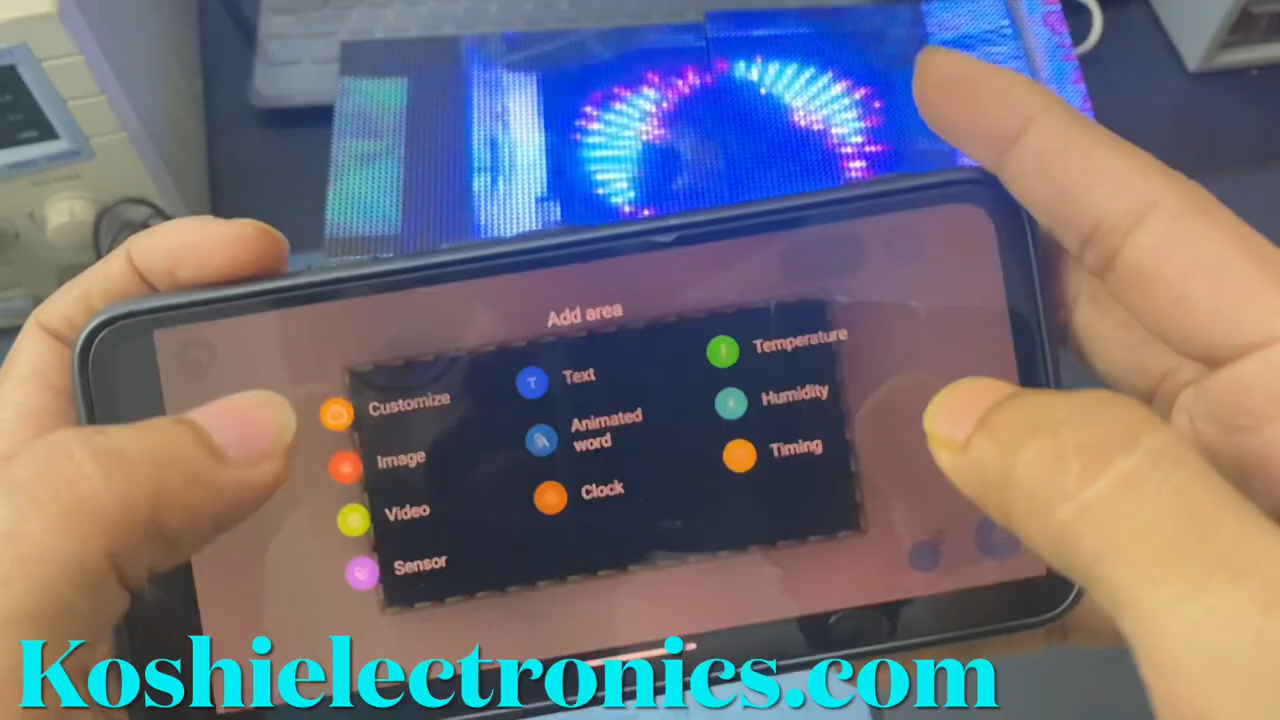 Add area
Customize
Image
Video
Sensor
Text
Animated
word
Clock
Temperature
Humidity
Timing
Koshielectronics.com